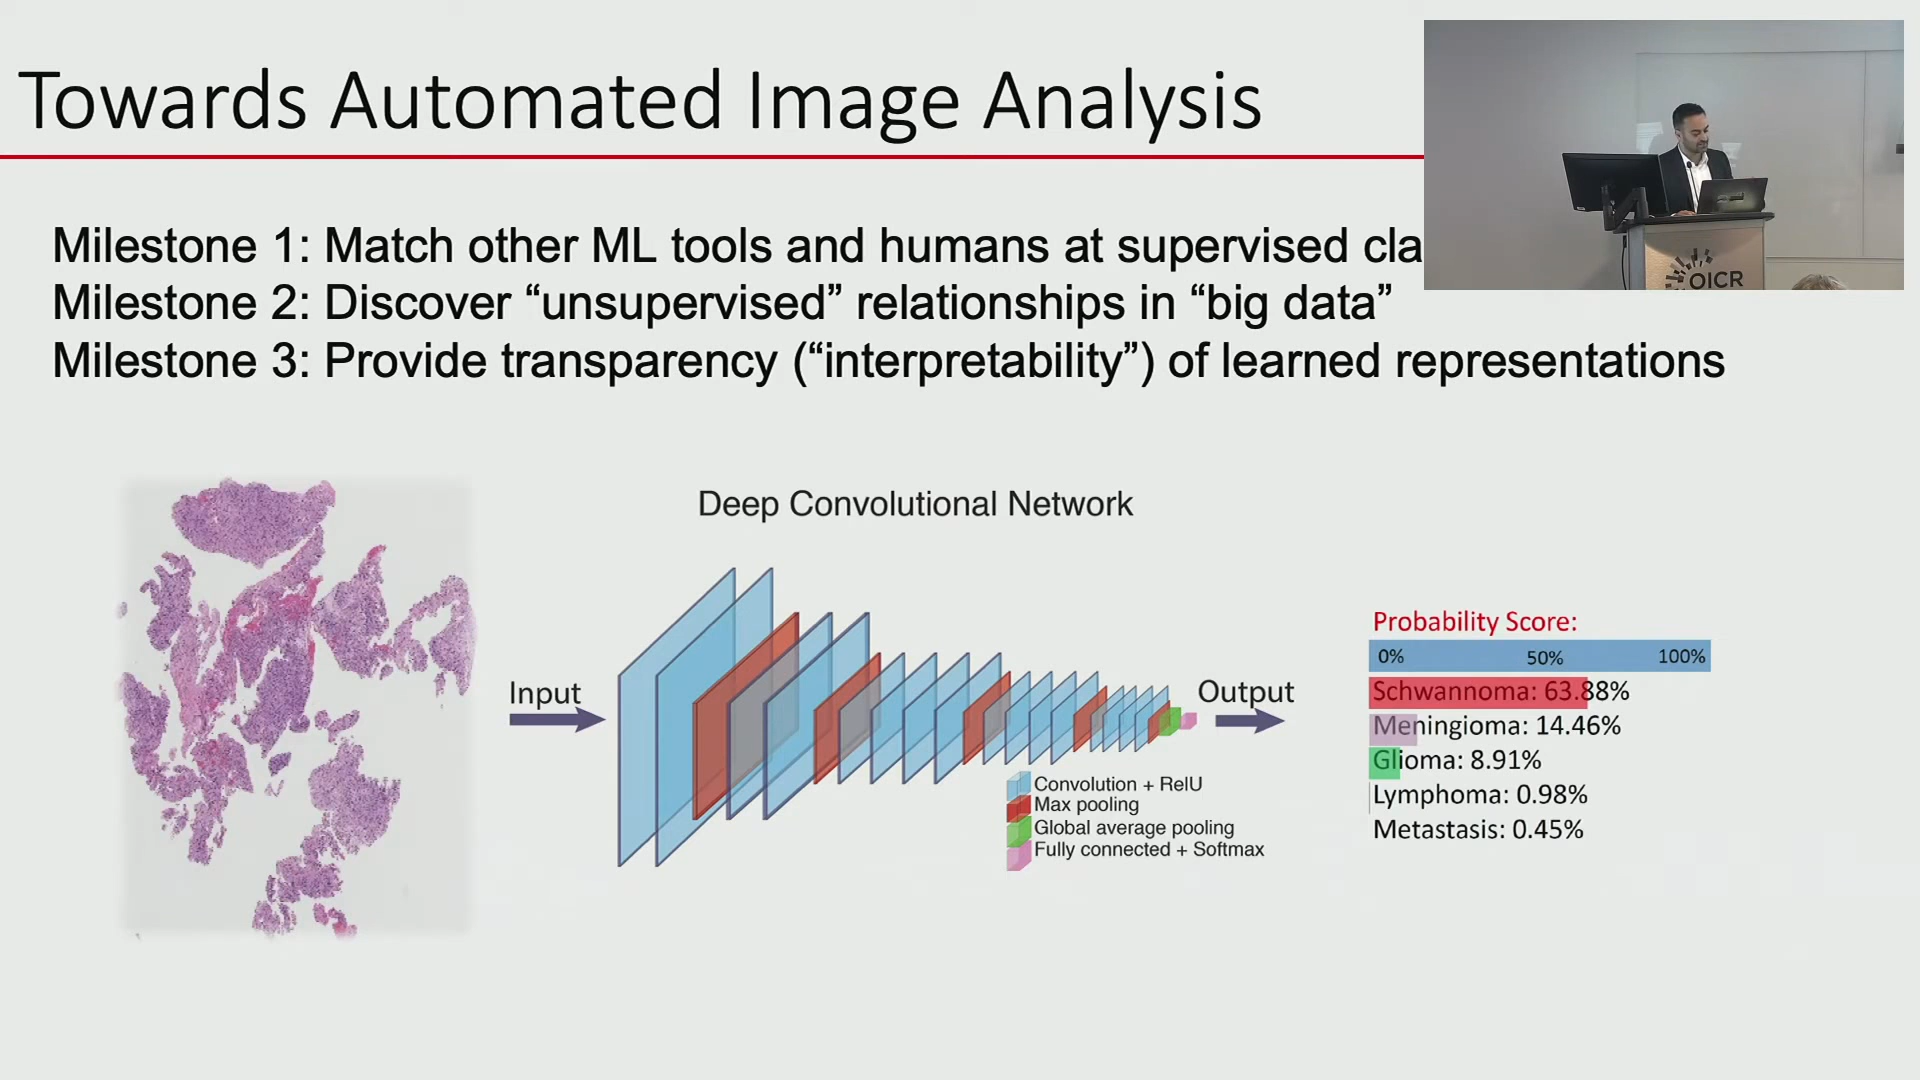 Towards Automated Image Analysis
Milestone 1: Match other ML tools and humans at supervised
Milestone 2: Discover “unsupervised” relationships in “big data”
Milestone 3: Provide transparency (“interpretability”) of learned representations
OICR
Deep Convolutional Network
Input
Output
Convolution + RelU
Max pooling
Global average pooling
Fully connected + Softmax
Probability Score:
0% 50% 100%
Schwannoma: 63.88%
Meningioma: 14.46%
Glioma: 8.91%
Lymphoma: 0.98%
Metastasis: 0.45%